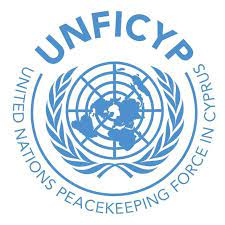 UNFICYP
UNITED NATIONS PEACEKEEPING FORCE IN CYPRUS